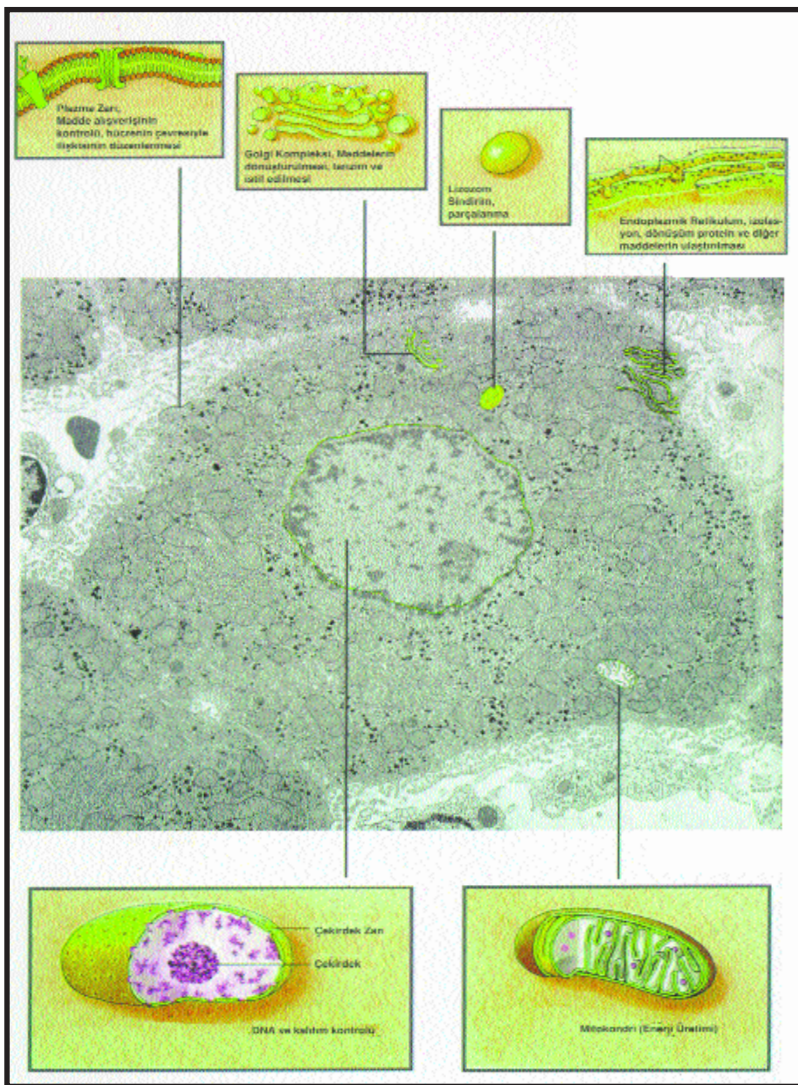 Plazma Zarı,
Madde alışverişinin
kontrolü, hücrenin çevresiyle
ilişkisinin düzenlenmesi
Golgi Kompleksi, Maddelerin
dönüştürülmesi, tanzim ve
istif edilmesi
Lizozom
Sindirim,
parçalanma
Endoplazmik Retikulum, izolas-
yon, dönüşüm protein ve diğer
maddelerin ulaştırılması
Çekirdek Zarı
Çekirdek
DNA ve kalıtım kontrolü
Mitokondri (Enerji Üretimi)